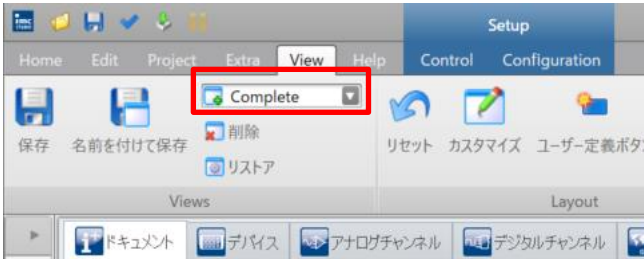 imc
STUDIO
Setup
Home Edit Project Extra View Help Control Configuration
Complete
削除
リストア
保存 名前を付けて保存
リセット カスタマイズ ユーザー定義ボタ
Views Layout
ドキュメント デバイス アナログチャンネル デジタルチャンネル